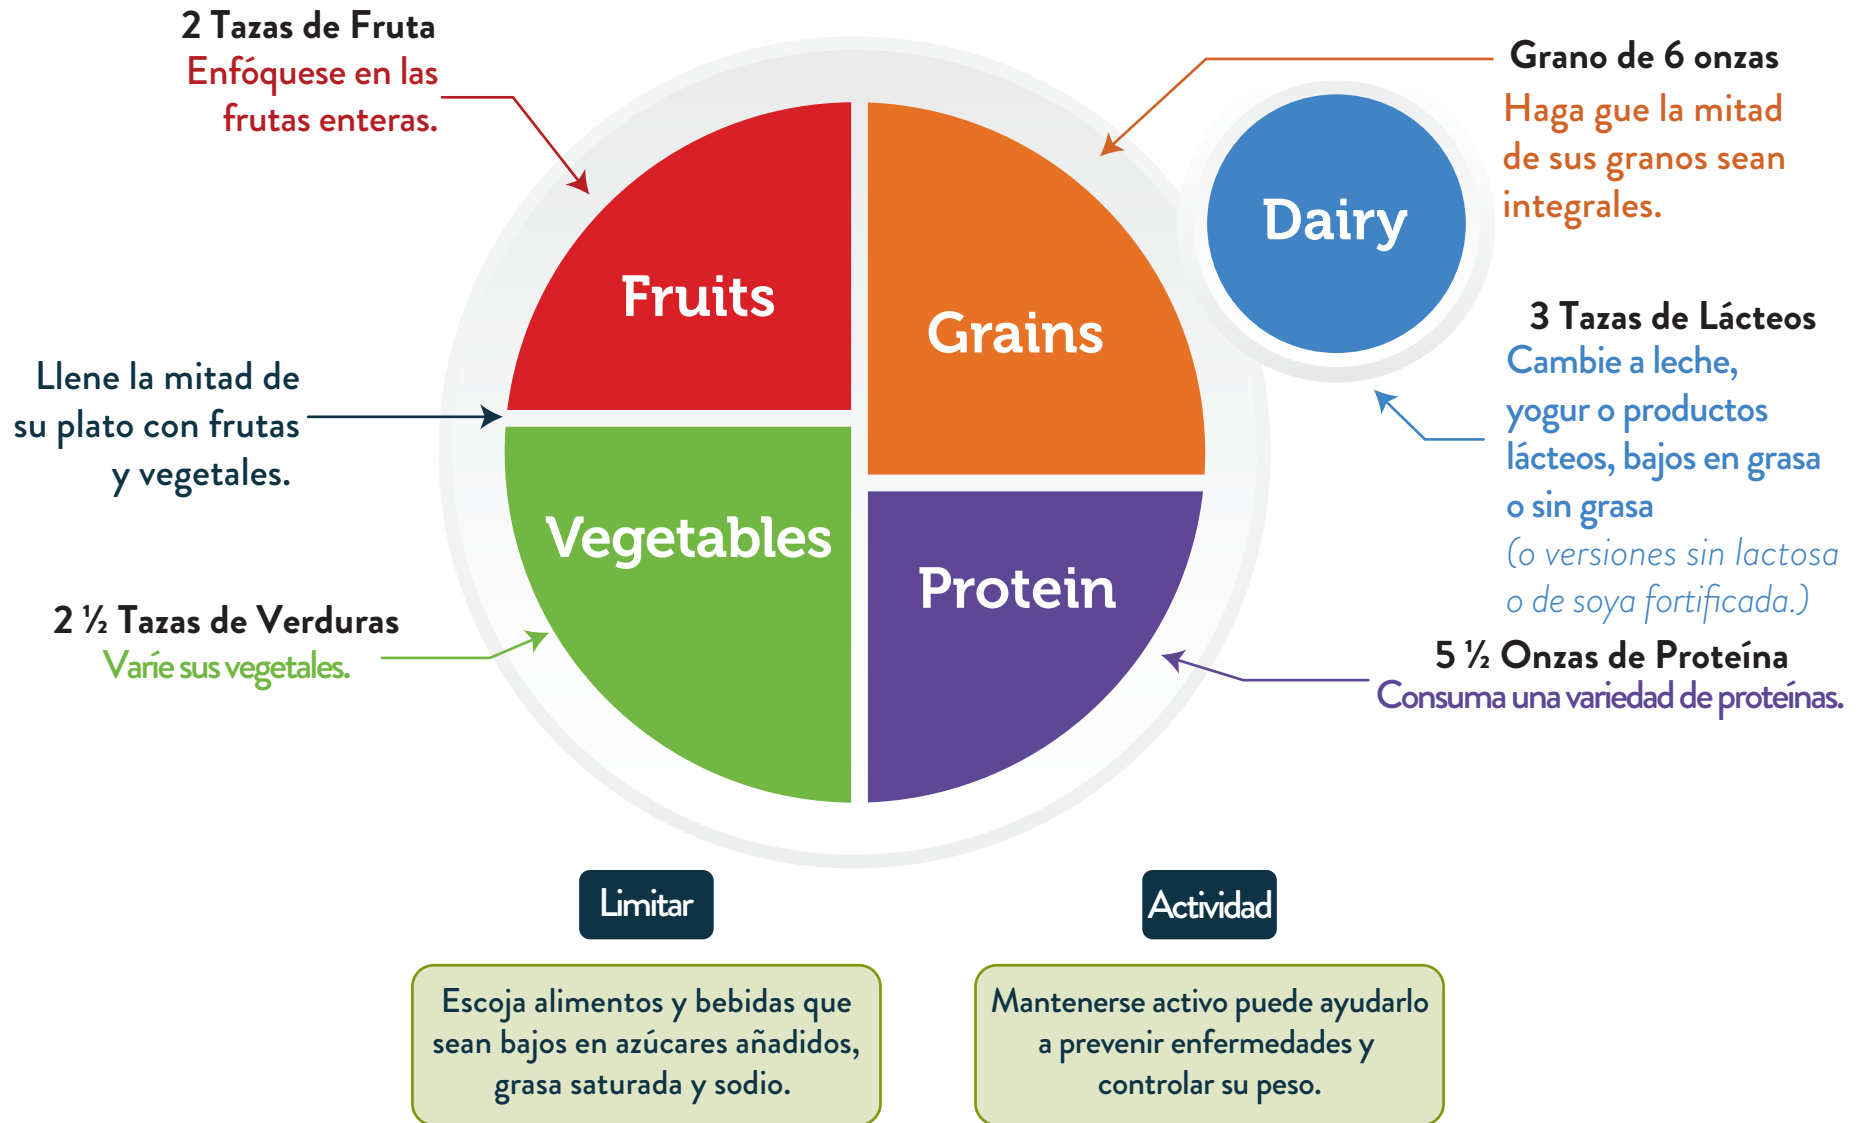 2 Tazas de Fruta
Enfóquese en las
frutas enteras.
Grano de 6 onzas
Haga gue la mitad
de sus granos sean
integrales.
Dairy
Fruits
Grains
3 Tazas de Lácteos
Cambie a leche,
yogur o productos
lácteos, bajos en grasa
o sin grasa
(o versiones sin lactosa
o de soya fortificada.)
Llene la mitad de
su plato con frutas
y vegetales.
Vegetables
Protein
2 ½ Tazas de Verduras
Varíe sus vegetales.
5 ½ Onzas de Proteína
Consuma una variedad de proteínas.
Limitar
Escoja alimentos y bebidas que
sean bajos en azúcares añadidos,
grasa saturada y sodio.
Actividad
Mantenerse activo puede ayudarlo
a prevenir enfermedades y
controlar su peso.